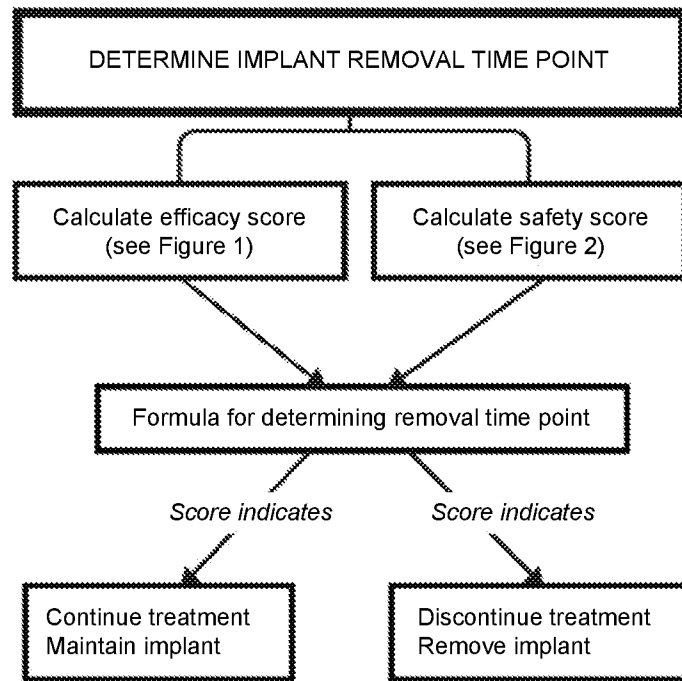 DETERMINE IMPLANT REMOVAL TIME POINT
Calculate efficacy score
(see Figure 1)
Calculate safety score
(see Figure 2)
Formula for determining removal time point
Score indicates
Score indicates
Continue treatment
Maintain implant
Discontinue treatment
Remove implant